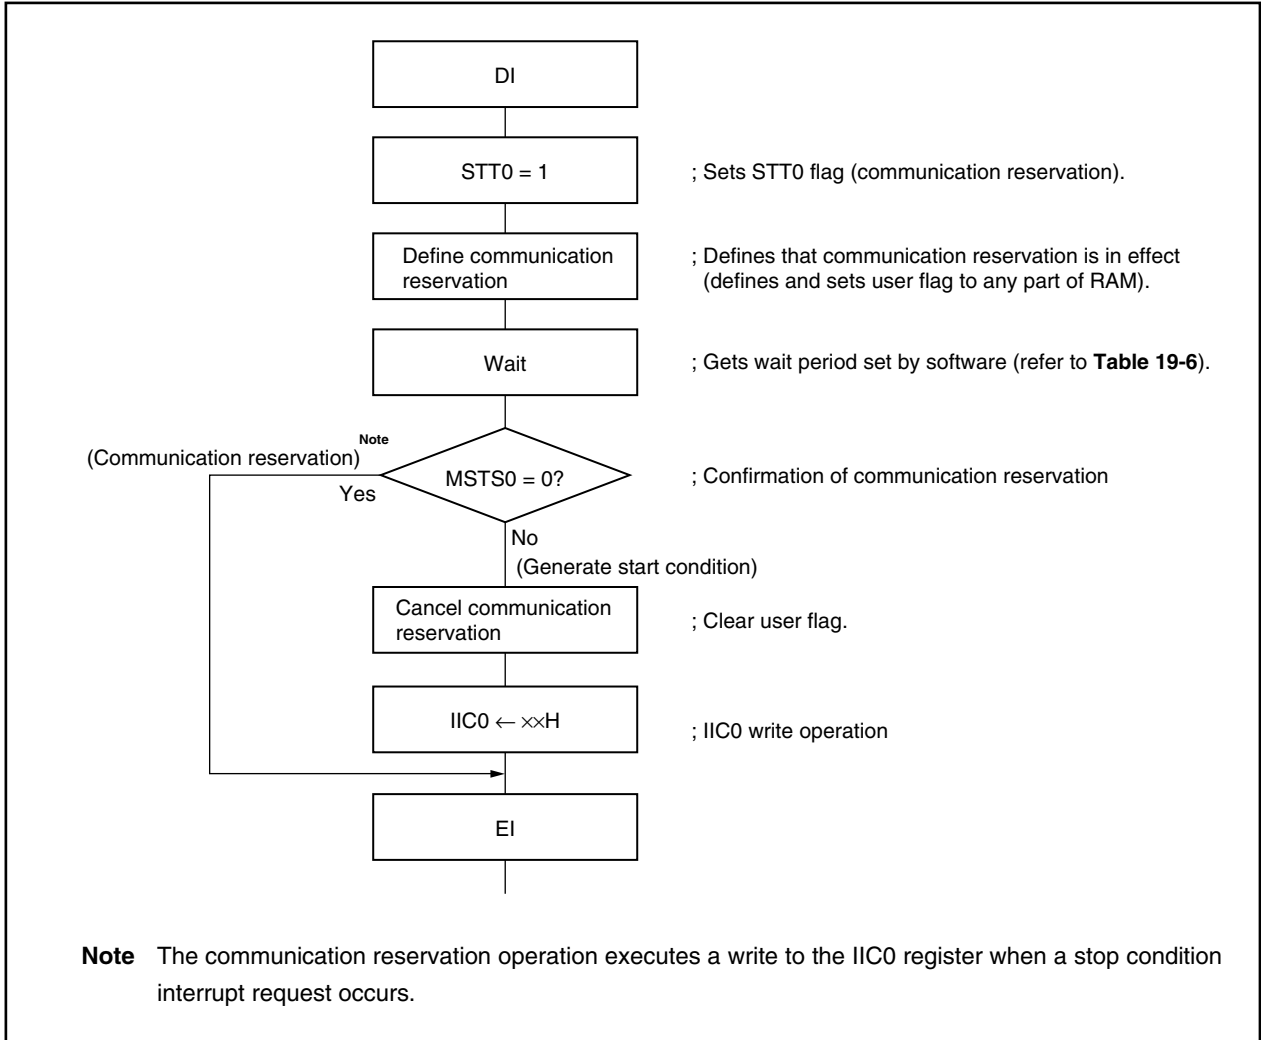 DI
STT0 = 1
; Sets STT0 flag (communication reservation).
Define communication
reservation
; Defines that communication reservation is in effect
(defines and sets user flag to any part of RAM).
Wait
; Gets wait period set by software (refer to Table 19-6).
(Communication reservation) Note
Yes
MSTS0 = 0?
; Confirmation of communication reservation
No
(Generate start condition)
Cancel communication
reservation
; Clear user flag.
IIC0 ← ××H
; IIC0 write operation
EI
Note The communication reservation operation executes a write to the IIC0 register when a stop condition
interrupt request occurs.